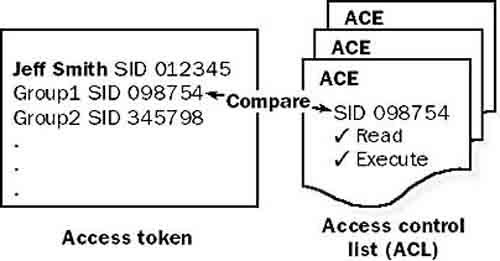 Jeff Smith SID 012345
Group1 SID 098754
Group2 SID 345798
.
.
.
Access token
Compare
ACE
ACE
ACE
SID 098754
✓ Read
✓ Execute
Access control
list (ACL)